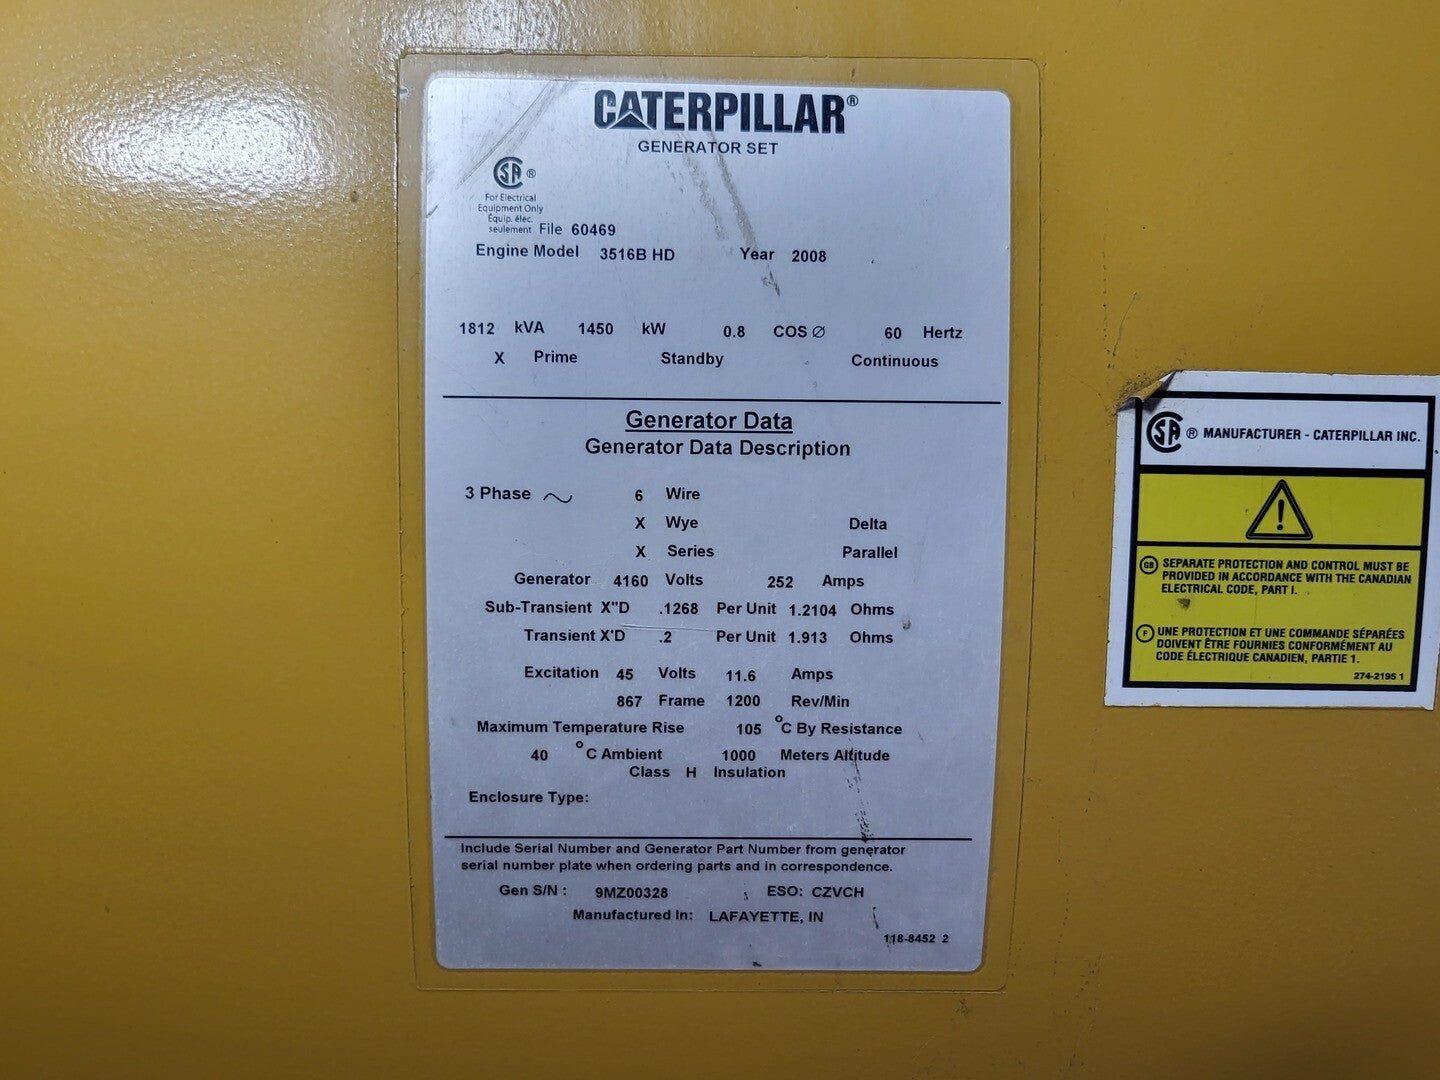 CATERPILLAR®
GENERATOR SET
SA ®
For Electrical
Equipment Only
Équip. élec.
seulement File 60469
Engine Model 3516B HD Year 2008
1812 kVA 1450 kW 0.8 COS ∅ 60 Hertz
X Prime Standby Continuous
Generator Data
Generator Data Description
3 Phase ~ 6 Wire
X Wye Delta
X Series Parallel
Generator 4160 Volts 252 Amps
Sub-Transient X"D .1268 Per Unit 1.2104 Ohms
Transient X'D .2 Per Unit 1.913 Ohms
Excitation 45 Volts 11.6 Amps
867 Frame 1200 Rev/Min
Maximum Temperature Rise 105 °C By Resistance
40 °C Ambient 1000 Meters Altitude
Class H Insulation
Enclosure Type:
Include Serial Number and Generator Part Number from generator
serial number plate when ordering parts and in correspondence.
Gen S/N : 9MZ00328 ESO: CZVCH
Manufactured In: LAFAYETTE, IN
118-8452 2
SA ® MANUFACTURER - CATERPILLAR INC.
!
GB SEPARATE PROTECTION AND CONTROL MUST BE
PROVIDED IN ACCORDANCE WITH THE CANADIAN
ELECTRICAL CODE, PART I.
F UNE PROTECTION ET UNE COMMANDE SÉPARÉES
DOIVENT ÊTRE FOURNIES CONFORMÉMENT AU
CODE ÉLECTRIQUE CANADIEN, PARTIE 1.
274-2195 1